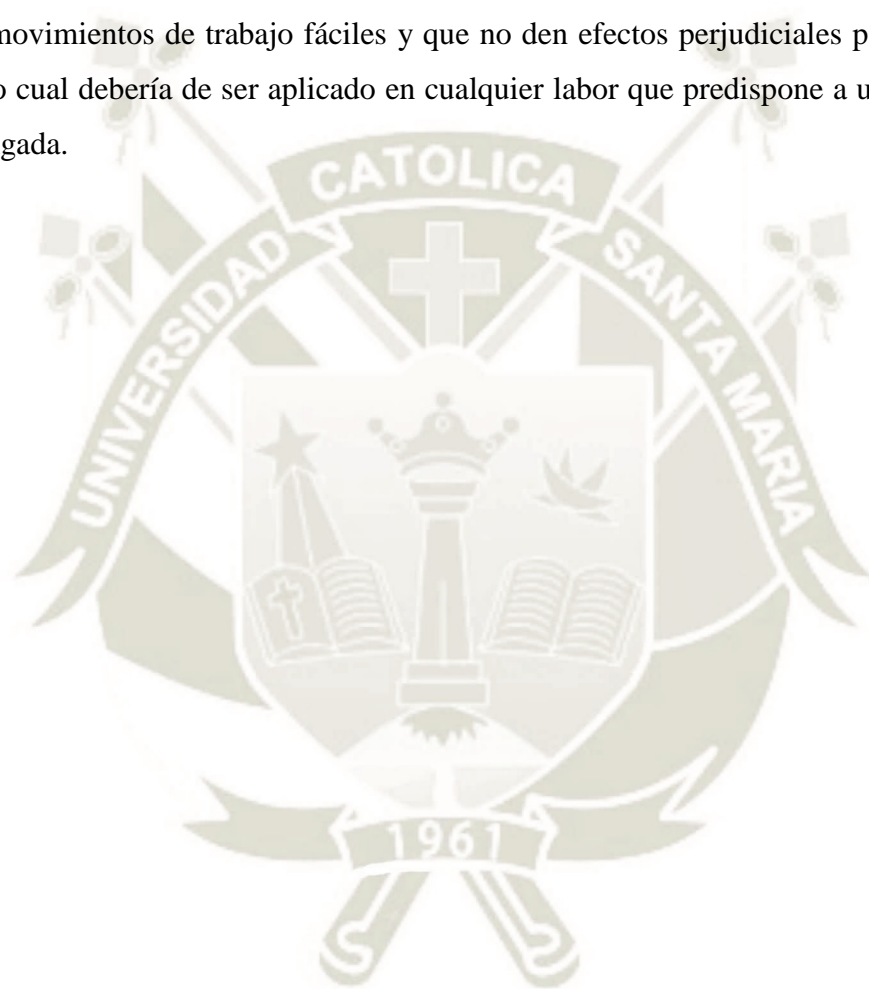 movimientos de trabajo fáciles y que no den efectos perjudiciales p
o cual debería de ser aplicado en cualquier labor que predispone a u
gada.
CATOLICA
UNIVERSIDAD
SANTA MARIA
1961